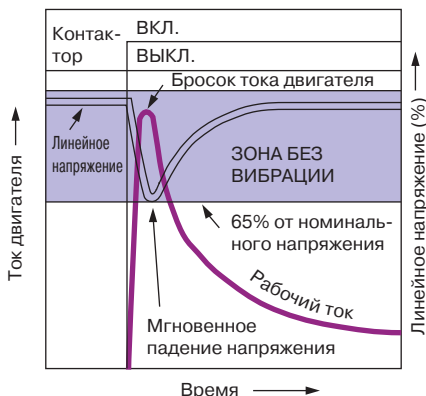 Контак-
тор
ВКЛ.
ВЫКЛ.
Бросок тока двигателя
Линейное
напряжение
ЗОНА БЕЗ
ВИБРАЦИИ
65% от номиналь-
ного напряжения
Рабочий ток
Мгновенное
падение напряжения
Ток двигателя
Линейное напряжение (%)
Время